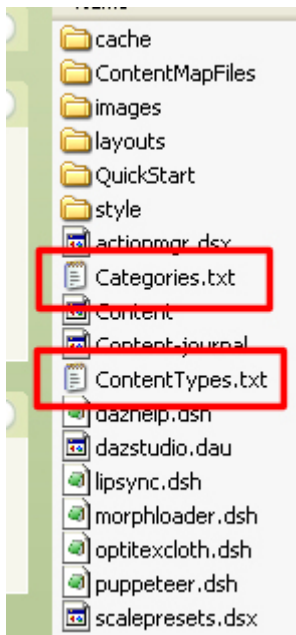 Name
cache
ContentMapFiles
images
layouts
QuickStart
style
actionmgr.dsx
Categories.txt
Content
Content-journal
ContentTypes.txt
dazhelp.dsh
dazstudio.dau
lipsync.dsh
morphloader.dsh
optitexcloth.dsh
puppeteer.dsh
scalepresets.dsx